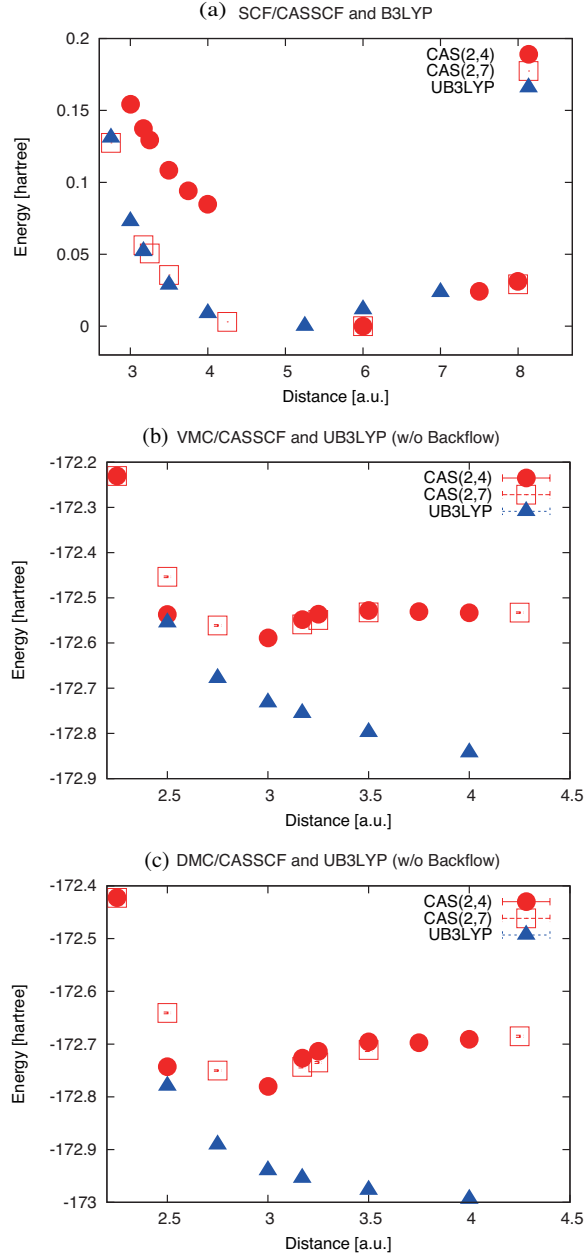 (a) SCF/CASSCF and B3LYP
CAS(2,4)
CAS(2,7)
UB3LYP
Energy [hartree]
0.2
0.15
0.1
0.05
0
3 4 5 6 7 8
Distance [a.u.]
(b) VMC/CASSCF and UB3LYP (w/o Backflow)
CAS(2,4)
CAS(2,7)
UB3LYP
Energy [hartree]
-172.2
-172.3
-172.4
-172.5
-172.6
-172.7
-172.8
-172.9
2.5 3 3.5 4 4.5
Distance [a.u.]
(c) DMC/CASSCF and UB3LYP (w/o Backflow)
CAS(2,4)
CAS(2,7)
UB3LYP
Energy [hartree]
-172.4
-172.5
-172.6
-172.7
-172.8
-172.9
-173
2.5 3 3.5 4 4.5
Distance [a.u.]